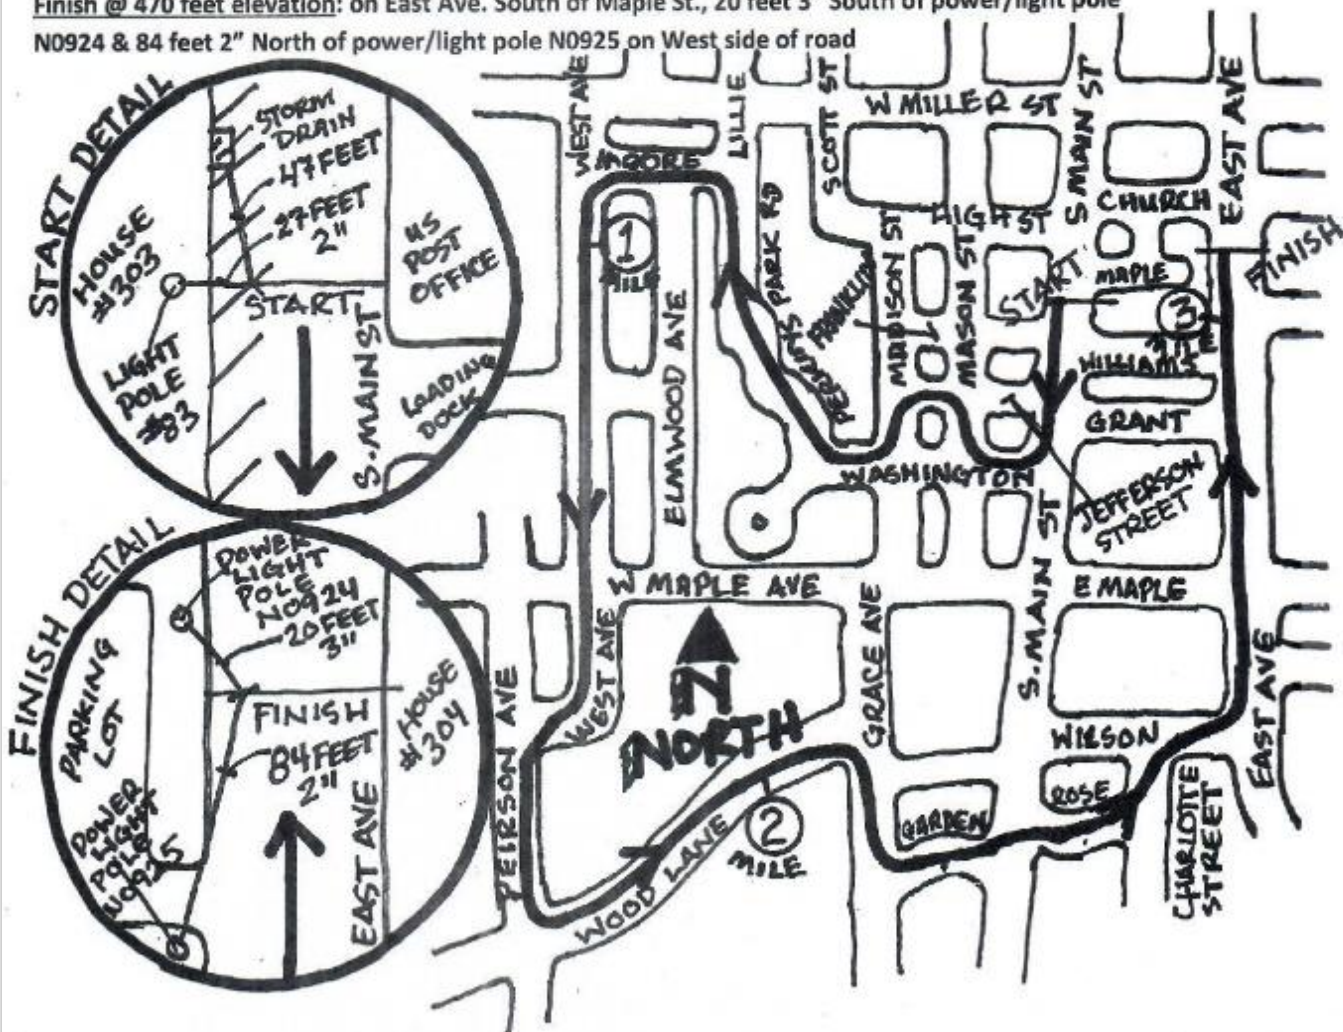 Finish @ 470 feet elevation: on East Ave. South of Maple St., 20 feet 3" South of power/light pole
N0924 & 84 feet 2" North of power/light pole N0925 on West side of road
START DETAIL
STORM
DRAIN
47 FEET
27 FEET
2"
HOUSE
#303
US
POST
OFFICE
START
LIGHT
POLE
#83
S. MAIN ST
LOADING
DOCK
FINISH DETAIL
POWER
LIGHT
POLE
N0924
20 FEET
3"
PARKING
LOT
FINISH
84 FEET
2"
HOUSE
#304
POWER
LIGHT
POLE
N0925
EAST AVE
WEST AVE
LILLIE
SCOTT ST
W MILLER ST
S MAIN ST
EAST AVE
MOORE
PERKINS PARK RD
HIGH ST
CHURCH
1
MILE
ELMWOOD AVE
FRANKLIN
MADISON ST
MASON ST
START
MAPLE
FINISH
3
MILE
WILLIAMS
GRANT
WASHINGTON
JEFFERSON
STREET
W MAPLE AVE
E MAPLE
S. MAIN ST
GRACE AVE
WEST AVE
N
NORTH
PEIRSON AVE
WILSON
ROSE
GARDEN
EAST AVE
2
MILE
WOOD LANE
CHARLOTTE
STREET